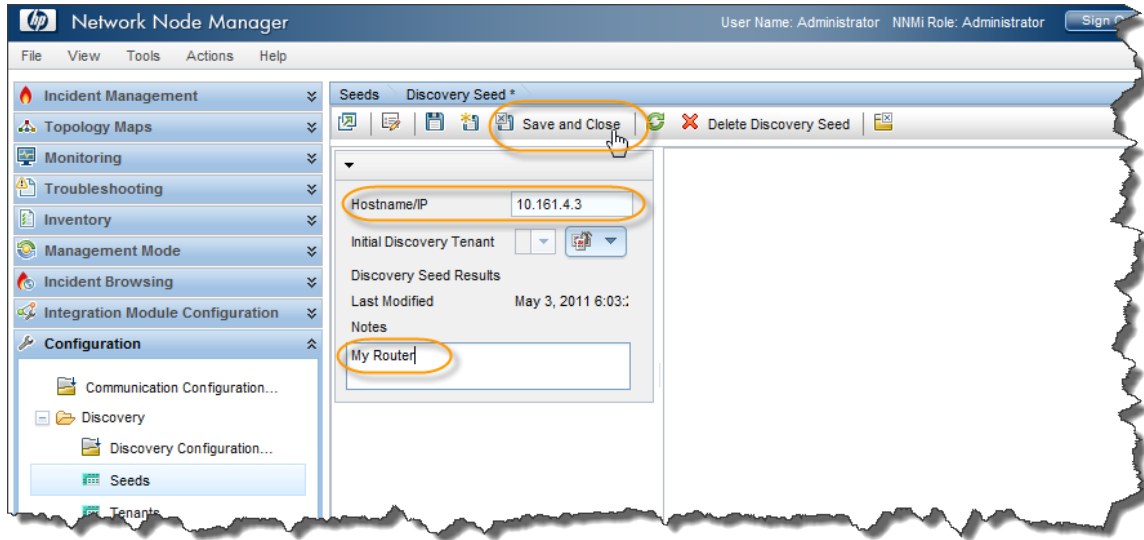 hp Network Node Manager User Name: Administrator NNMi Role: Administrator Sign
File View Tools Actions Help
Incident Management
Topology Maps
Monitoring
Troubleshooting
Inventory
Management Mode
Incident Browsing
Integration Module Configuration
Configuration
Communication Configuration...
Discovery
Discovery Configuration...
Seeds
Tenants
Seeds Discovery Seed *
Save and Close Delete Discovery Seed
Hostname/IP 10.161.4.3
Initial Discovery Tenant
Discovery Seed Results
Last Modified May 3, 2011 6:03:
Notes
My Router